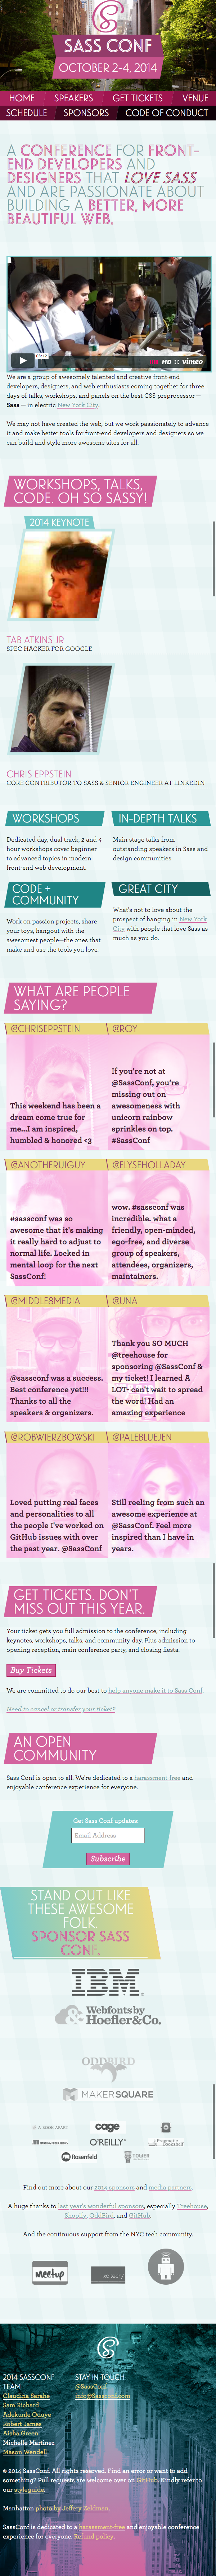 SASS CONF
OCTOBER 2-4, 2014
HOME SPEAKERS GET TICKETS VENUE
SCHEDULE SPONSORS CODE OF CONDUCT
A CONFERENCE FOR FRONT-
END DEVELOPERS AND
DESIGNERS THAT LOVE SASS
AND ARE PASSIONATE ABOUT
BUILDING A BETTER, MORE
BEAUTIFUL WEB.
HD vimeo
We are a group of awesomely talented and creative front-end
developers, designers, and web enthusiasts coming together for three
days of talks, workshops, and panels on the best CSS preprocessor —
Sass — in electric New York City.
We may not have created the web, but we work passionately to advance
it and make better tools for front-end developers and designers so we
can build and style more awesome sites for all.
WORKSHOPS, TALKS,
CODE. OH SO SASSY!
2014 KEYNOTE
TAB ATKINS JR
SPEC HACKER FOR GOOGLE
CHRIS EPPSTEIN
CORE CONTRIBUTOR TO SASS & SENIOR ENGINEER AT LINKEDIN
WORKSHOPS
Dedicated day, dual track, 2 and 4
hour workshops cover beginner
to advanced topics in modern
front-end web development.
IN-DEPTH TALKS
Main stage talks from
outstanding speakers in Sass and
design communities
CODE +
COMMUNITY
Work on passion projects, share
our toys, hangout with the
awesomest people—the ones that
make and use the tools you love.
GREAT CITY
What's not to love about the
prospect of hanging in New York
City with people that love Sass as
much as you do.
WHAT ARE PEOPLE
SAYING?
@CHRISEPPSTEIN
This weekend has been a
dream come true for
me...I am inspired,
humbled & honored <3
@ROY
If you're not at
@SassConf, you're
missing out on
awesomeness with
unicorn rainbow
sprinkles on top.
#SassConf
@ANOTHERUIGUY
#sassconf was so
awesome that it's making
it really hard to adjust to
normal life. Locked in
mental loop for the next
SassConf!
@ELYSEHOLLADAY
wow. #sassconf was
incredible. what a
friendly, open-minded,
ego-free, and diverse
group of speakers,
attendees, organizers,
maintainers.
@MIDDLE8MEDIA
@sassconf was a success.
Best conference yet!!!
Thanks to all the
speakers & organizers.
@UNA
Thank you SO MUCH
@treehouse for
sponsoring @SassConf &
my ticket! I learned A
LOT- can't wait to spread
the word! Had an
amazing experience
@ROBWIERZBOWSKI
Loved putting real faces
and personalities to all
the people I've worked on
GitHub issues with over
the past year. @SassConf
@PALEBLUEJEN
Still reeling from such an
awesome experience at
@SassConf. Feel more
inspired than I have in
years.
GET TICKETS. DON'T
MISS OUT THIS YEAR.
Your ticket gets you full admission to the conference, including
keynotes, workshops, talks, and community day. Plus admission to
opening reception, main conference party, and closing fiesta.
Buy Tickets
We are committed to do our best to help anyone make it to Sass Conf.
Need to cancel or transfer your ticket?
AN OPEN
COMMUNITY
Sass Conf is open to all. We're dedicated to a harassment-free and
enjoyable conference experience for everyone.
Get Sass Conf updates:
Email Address
Subscribe
STAND OUT LIKE
THESE AWESOME
FOLK.
SPONSOR SASS
CONF.
IBM
Webfonts by
Hoefler&Co.
ODDBIRD
MAKERSQUARE
A BOOK APART
cage
O'REILLY
Pragmatic
Bookshelf
Rosenfeld
TOWER
Find out more about our 2014 sponsors and media partners.
A huge thanks to last year's wonderful sponsors, especially Treehouse,
Shopify, OddBird, and GitHub.
And the continuous support from the NYC tech community.
meetup
2014 SASSCONF
TEAM
Claudina Sarahe
Sam Richard
Adekunle Oduye
Robert James
Aisha Green
Michelle Martinez
Mason Wendell
STAY IN TOUCH
@SassConf
info@sassconf.com
© 2014 SassConf. All rights reserved. Find an error or want to add
something? Pull requests are welcome over on GitHub. Kindly refer to
our styleguide.
Manhattan photo by Jeffery Zeldman.
SassConf is dedicated to a harassment-free and enjoyable conference
experience for everyone. Refund policy.